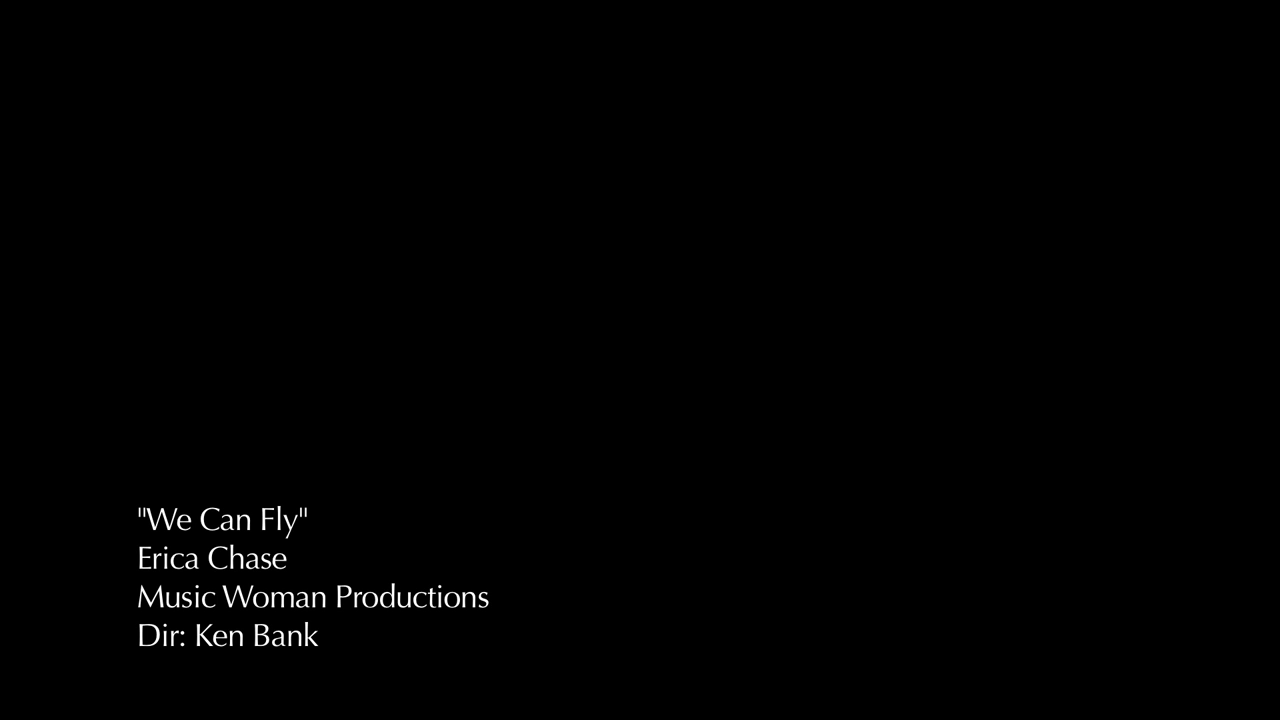 "We Can Fly"
Erica Chase
Music Woman Productions
Dir: Ken Bank